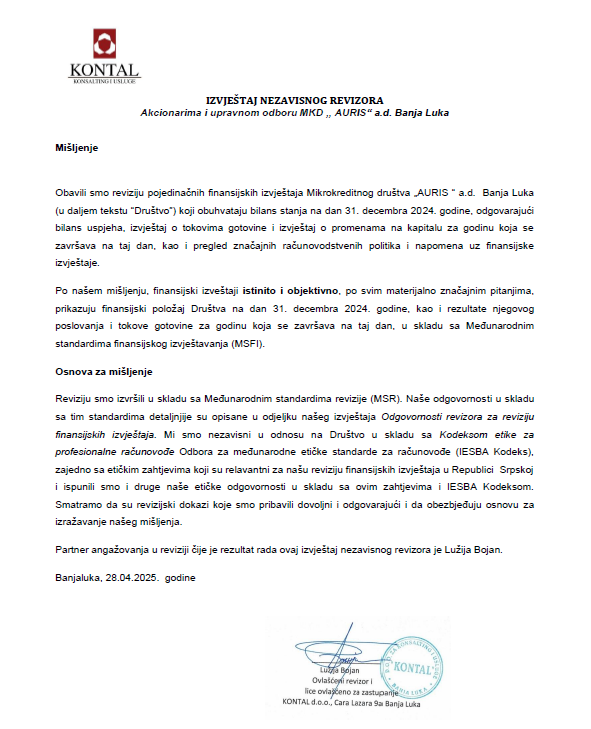 KONTAL
KONSALTING I USLUGE
IZVJEŠTAJ NEZAVISNOG REVIZORA
Akcionarima i upravnom odboru MKD ,, AURIS“ a.d. Banja Luka
Mišljenje
Obavili smo reviziju pojedinačnih finansijskih izvještaja Mikrokreditnog društva „AURIS “ a.d. Banja Luka
(u daljem tekstu “Društvo”) koji obuhvataju bilans stanja na dan 31. decembra 2024. godine, odgovarajući
bilans uspjeha, izvještaj o tokovima gotovine i izvještaj o promenama na kapitalu za godinu koja se
završava na taj dan, kao i pregled značajnih računovodstvenih politika i napomena uz finansijske
izvještaje.
Po našem mišljenju, finansijski izveštaji istinito i objektivno, po svim materijalno značajnim pitanjima,
prikazuju finansijski položaj Društva na dan 31. decembra 2024. godine, kao i rezultate njegovog
poslovanja i tokove gotovine za godinu koja se završava na taj dan, u skladu sa Međunarodnim
standardima finansijskog izvještavanja (MSFI).
Osnova za mišljenje
Reviziju smo izvršili u skladu sa Međunarodnim standardima revizije (MSR). Naše odgovornosti u skladu
sa tim standardima detaljnjije su opisane u odjeljku našeg izvještaja Odgovornosti revizora za reviziju
finansijskih izvještaja. Mi smo nezavisni u odnosu na Društvo u skladu sa Kodeksom etike za
profesionalne računovođe Odbora za međunarodne etičke standarde za računovođe (IESBA Kodeks),
zajedno sa etičkim zahtjevima koji su relavantni za našu reviziju finansijskih izvještaja u Republici Srpskoj
i ispunili smo i druge naše etičke odgovornosti u skladu sa ovim zahtjevima i IESBA Kodeksom.
Smatramo da su revizijski dokazi koje smo pribavili dovoljni i odgovarajući i da obezbjeđuju osnovu za
izražavanje našeg mišljenja.
Partner angažovanja u reviziji čije je rezultat rada ovaj izvještaj nezavisnog revizora je Lužija Bojan.
Banjaluka, 28.04.2025. godine
Lužija Bojan
Ovlašćeni revizor i
lice ovlašćeno za zastupanje
KONTAL d.o.o., Cara Lazara 9a Banja Luka
D.O.O. ZA KONSALTING I USLUGE
"KONTAL"
BANJA LUKA